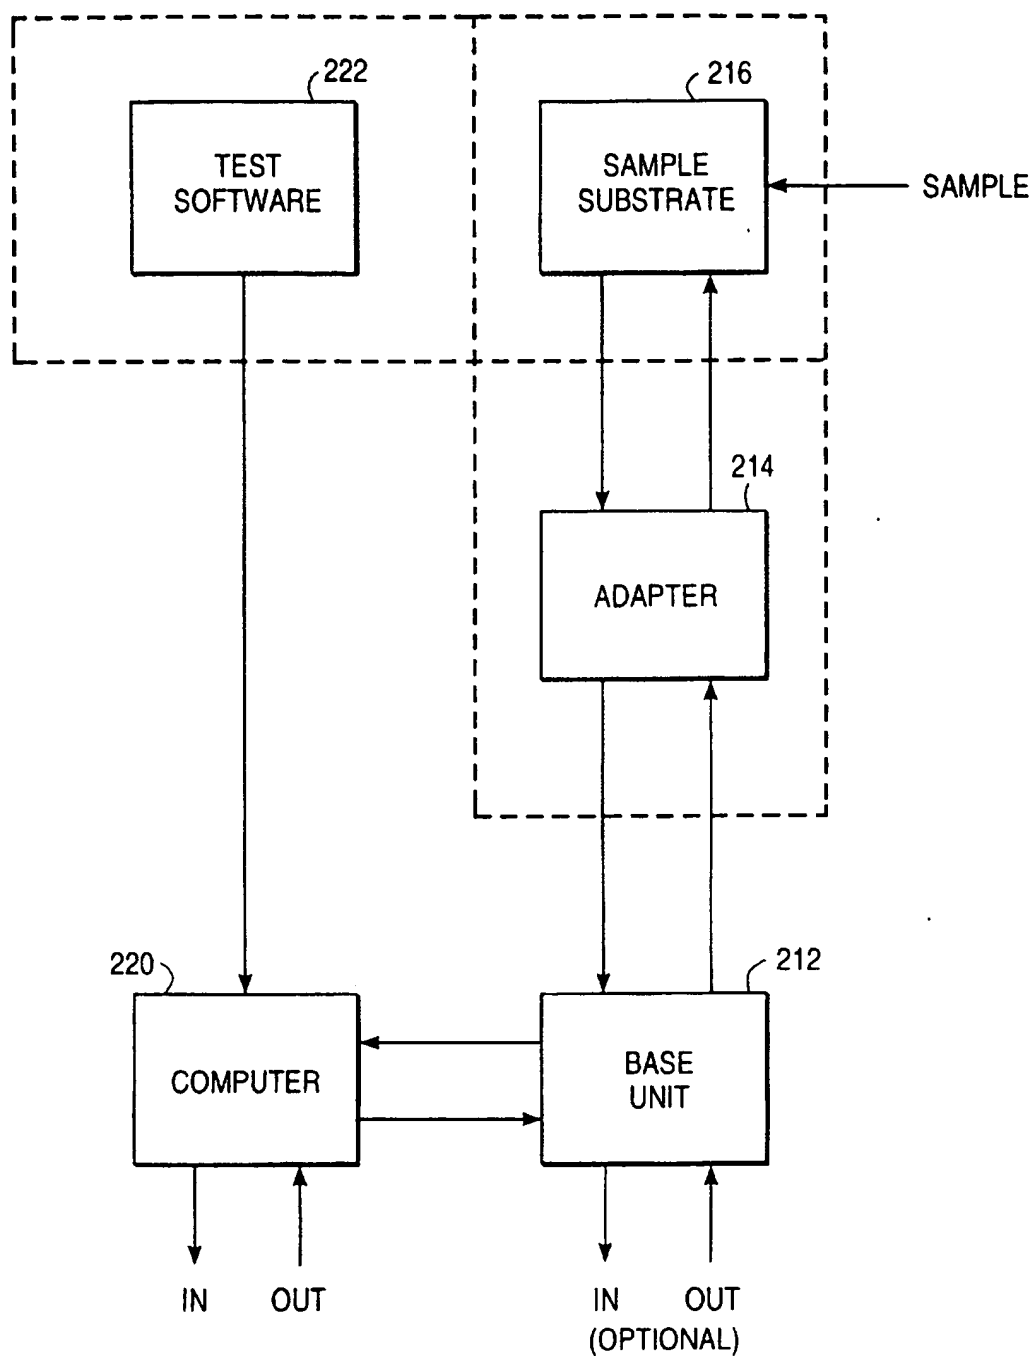 222
TEST
SOFTWARE
216
SAMPLE
SUBSTRATE
SAMPLE
214
ADAPTER
220
COMPUTER
212
BASE
UNIT
IN OUT
IN OUT
(OPTIONAL)